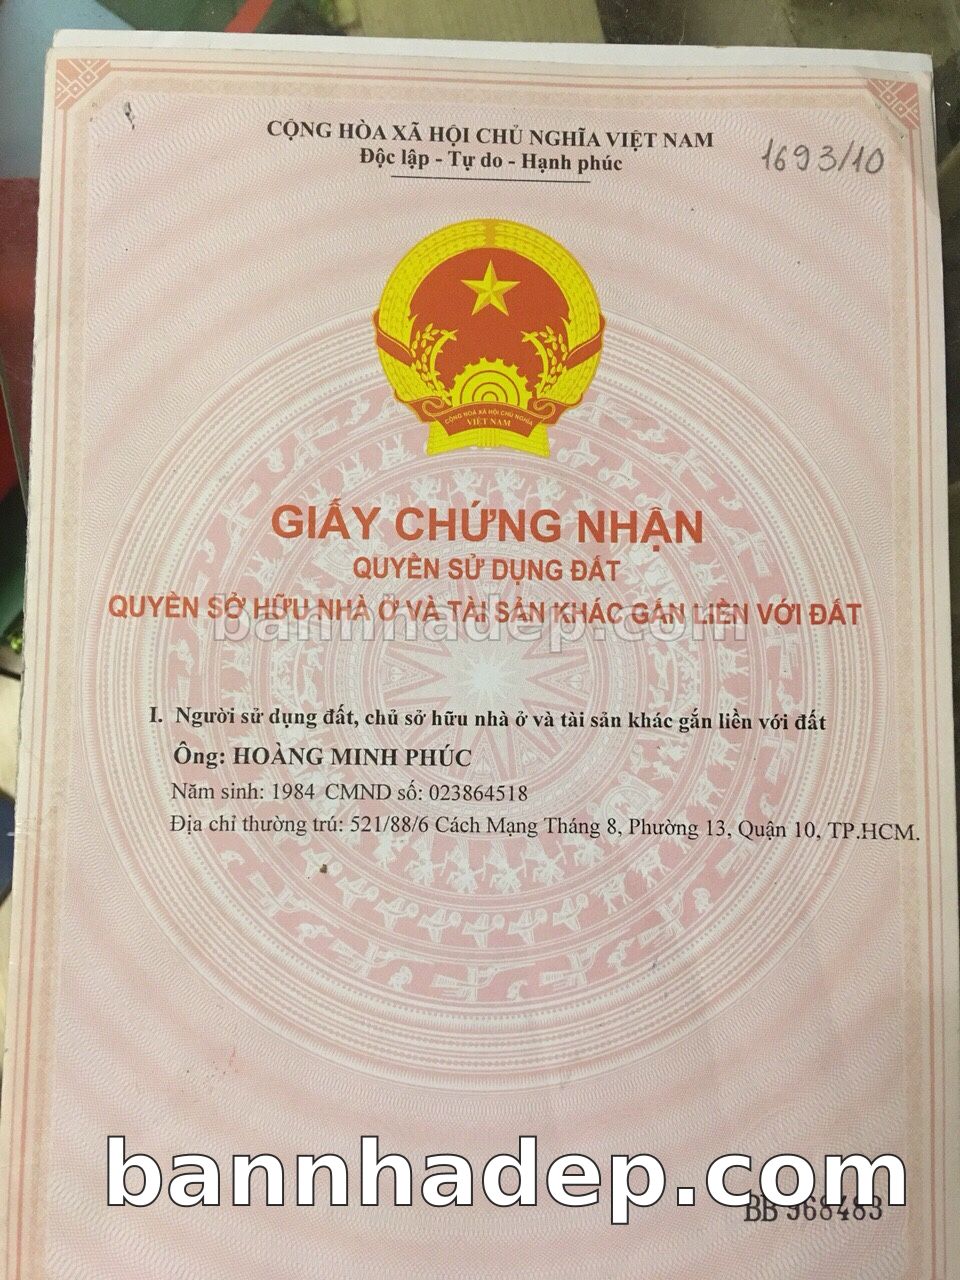 CỘNG HÒA XÃ HỘI CHỦ NGHĨA VIỆT NAM
Độc lập - Tự do - Hạnh phúc
1693/10
CỘNG HOÀ XÃ HỘI CHỦ NGHĨA
VIỆT NAM
GIẤY CHỨNG NHẬN
QUYỀN SỬ DỤNG ĐẤT
QUYỀN SỞ HỮU NHÀ Ở VÀ TÀI SẢN KHÁC GẮN LIỀN VỚI ĐẤT
bannhadep.com
I. Người sử dụng đất, chủ sở hữu nhà ở và tài sản khác gắn liền với đất
Ông: HOÀNG MINH PHÚC
Năm sinh: 1984 CMND số: 023864518
Địa chỉ thường trú: 521/88/6 Cách Mạng Tháng 8, Phường 13, Quận 10, TP.HCM.
bannhadep.com
BB 968483